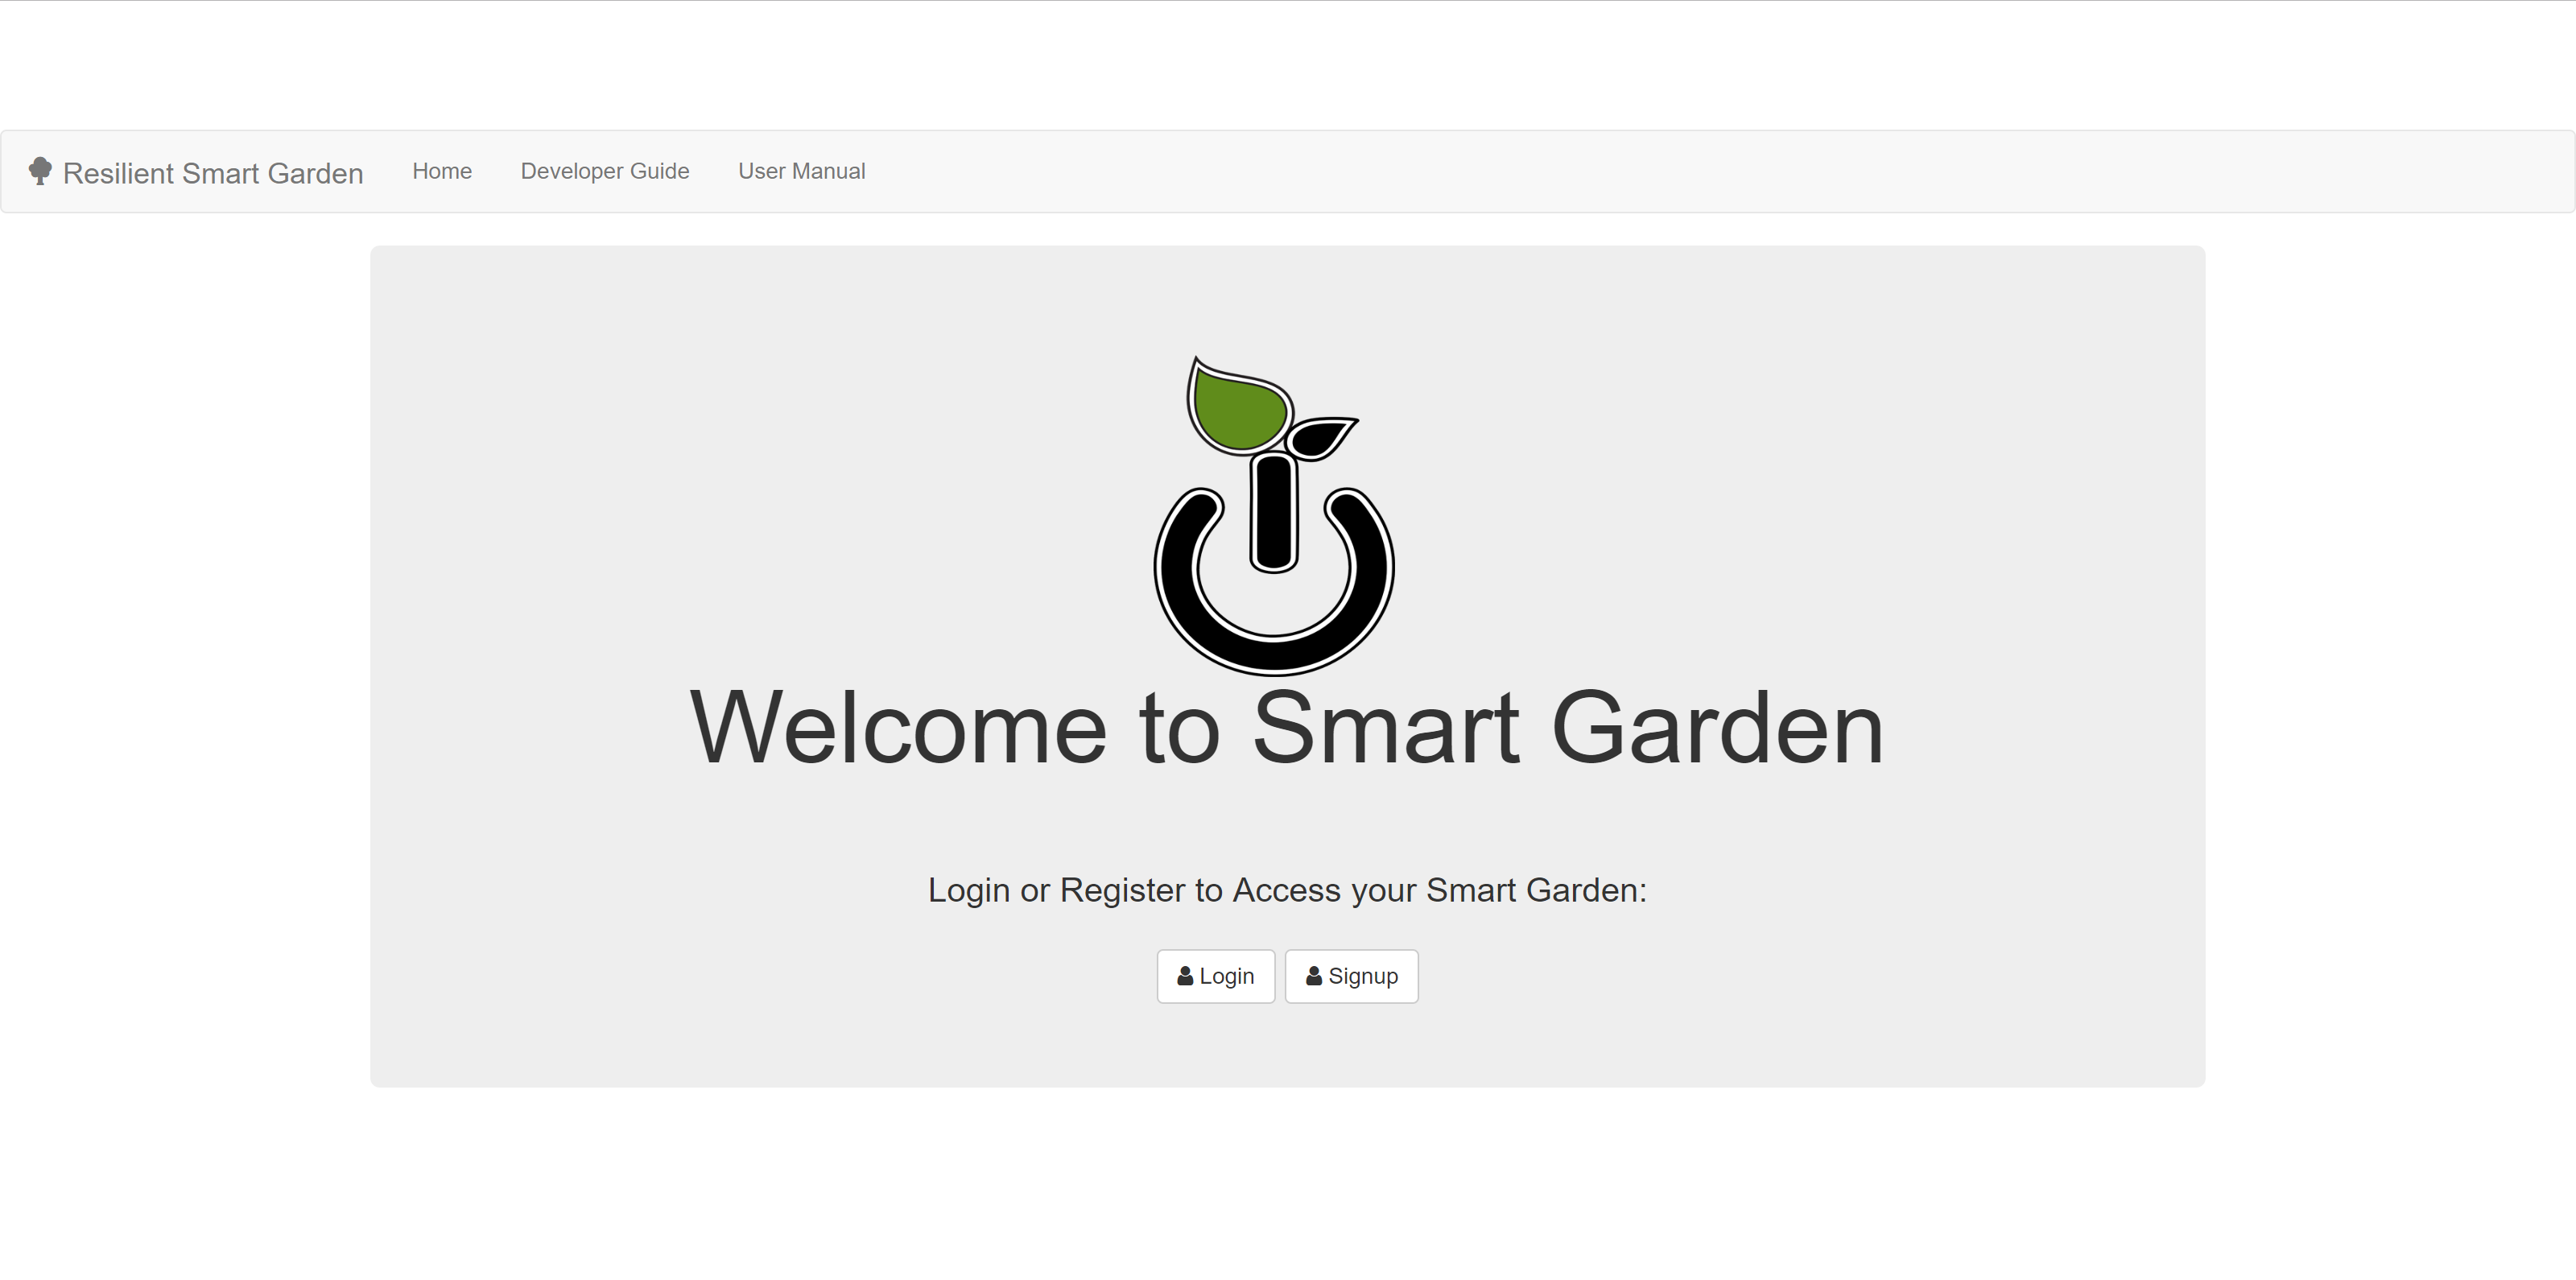 Resilient Smart Garden Home Developer Guide User Manual
Welcome to Smart Garden
Login or Register to Access your Smart Garden:
Login Signup